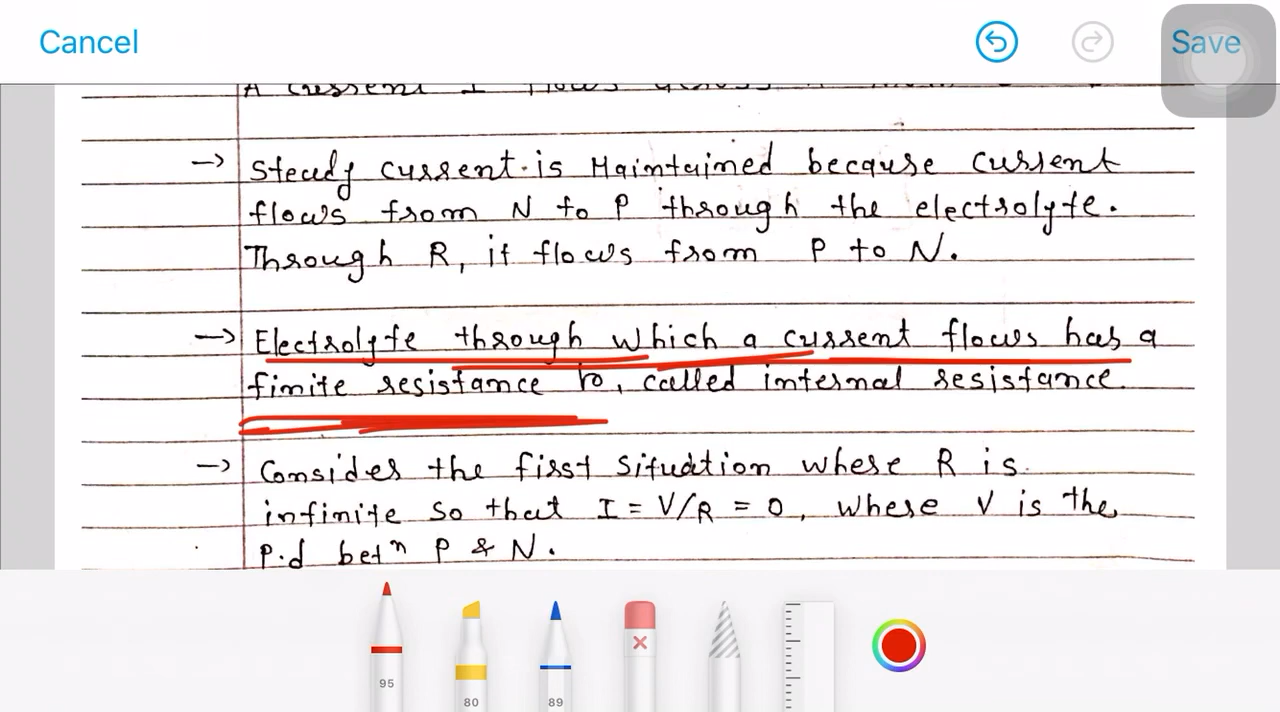 Cancel
Save
→ Steady current is Maintained because current
flows from N to P through the electrolyte.
Through R, it flows from P to N.
→ Electrolyte through which a current flows has a
finite resistance r, called internal resistance.
→ Consider the first situation where R is
infinite so that I = V/R = 0, where V is the
P.d betⁿ P & N.
95
80
89